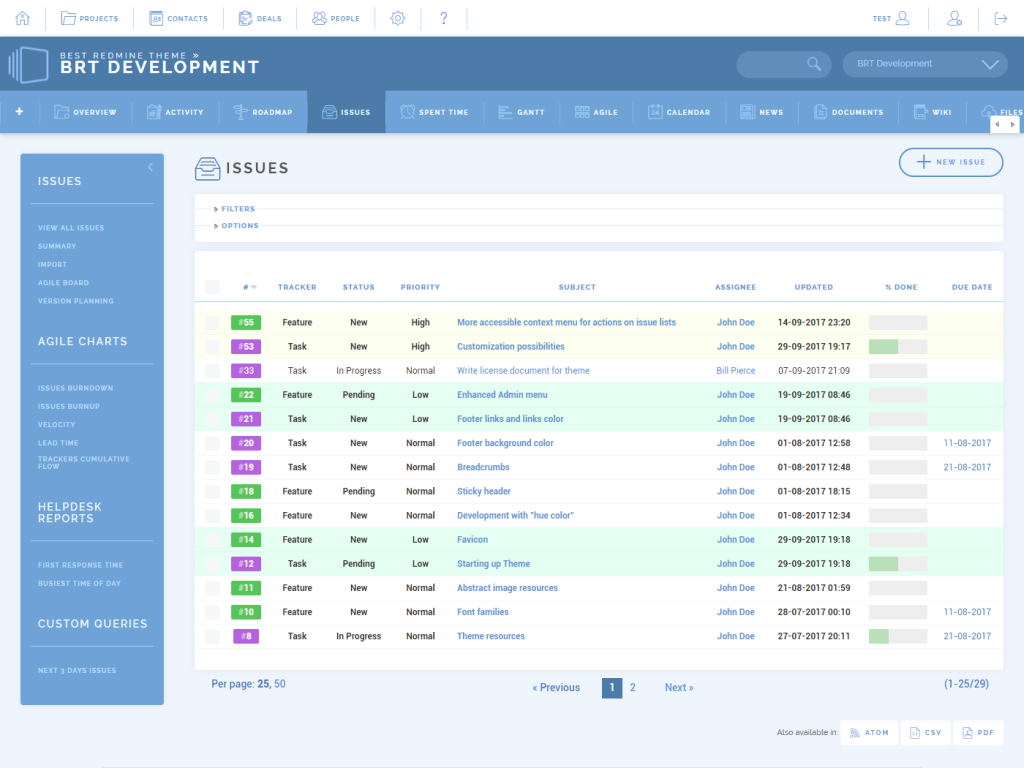 PROJECTS CONTACTS DEALS PEOPLE ? TEST
BEST REDMINE THEME »
BRT DEVELOPMENT
BRT Development
+ OVERVIEW ACTIVITY ROADMAP ISSUES SPENT TIME GANTT AGILE CALENDAR NEWS DOCUMENTS WIKI FILES
ISSUES
VIEW ALL ISSUES
SUMMARY
IMPORT
AGILE BOARD
VERSION PLANNING
AGILE CHARTS
ISSUES BURNDOWN
ISSUES BURNUP
VELOCITY
LEAD TIME
TRACKERS CUMULATIVE
FLOW
HELPDESK
REPORTS
FIRST RESPONSE TIME
BUSIEST TIME OF DAY
CUSTOM QUERIES
NEXT 3 DAYS ISSUES
ISSUES
NEW ISSUE
FILTERS
OPTIONS
# TRACKER STATUS PRIORITY SUBJECT ASSIGNEE UPDATED % DONE DUE DATE
#55 Feature New High More accessible context menu for actions on issue lists John Doe 14-09-2017 23:20
#53 Task New High Customization possibilities John Doe 29-09-2017 19:17
#33 Task In Progress Normal Write license document for theme Bill Pierce 07-09-2017 21:09
#22 Feature Pending Low Enhanced Admin menu John Doe 19-09-2017 08:46
#21 Task New Low Footer links and links color John Doe 19-09-2017 08:46
#20 Task New Normal Footer background color John Doe 01-08-2017 12:58 11-08-2017
#19 Task New Normal Breadcrumbs John Doe 01-08-2017 12:48 21-08-2017
#18 Feature Pending Normal Sticky header John Doe 01-08-2017 18:15
#16 Feature New Normal Development with "hue color" John Doe 01-08-2017 12:34
#14 Feature New Low Favicon John Doe 29-09-2017 19:18
#12 Task Pending Low Starting up Theme John Doe 29-09-2017 19:18
#11 Feature New Normal Abstract image resources John Doe 21-08-2017 01:59
#10 Feature New Normal Font families John Doe 28-07-2017 00:10 11-08-2017
#8 Task In Progress Normal Theme resources John Doe 27-07-2017 20:11 21-08-2017
Per page: 25, 50 « Previous 1 2 Next » (1-25/29)
Also available in: ATOM CSV PDF